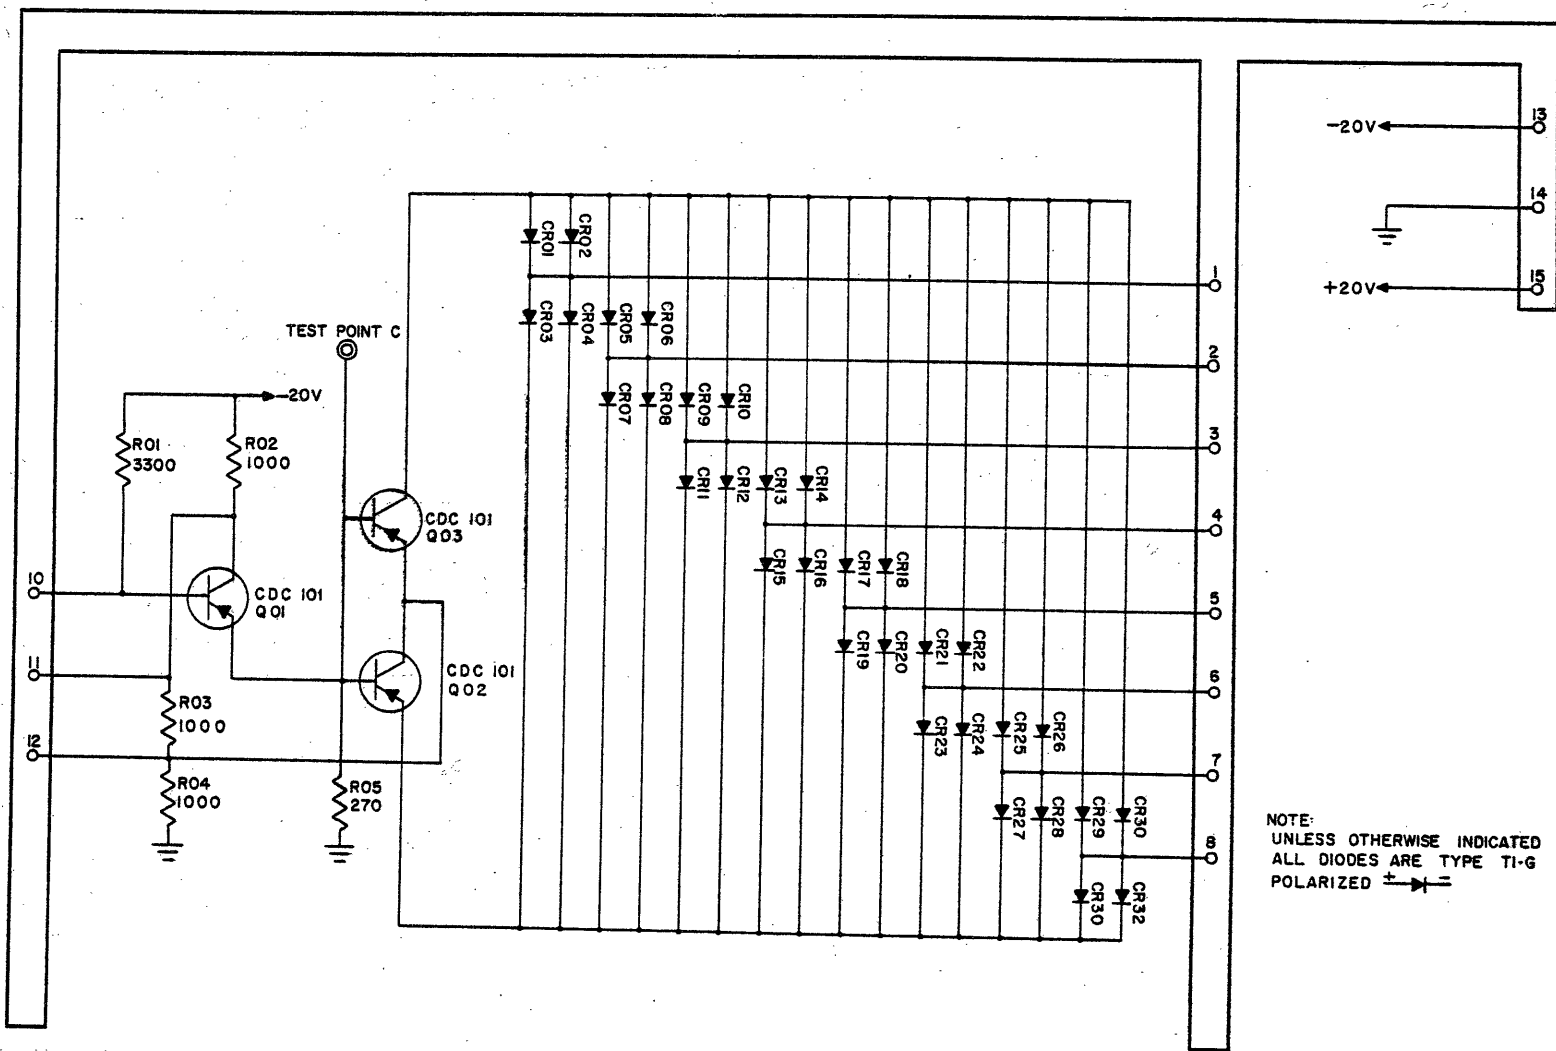 -20V
13
14
+20V
15
CR01
CR02
1
CR03
CR04
CR05
CR06
TEST POINT C
2
CR07
CR08
CR09
CR10
-20V
3
R01
3300
R02
1000
CR11
CR12
CR13
CR14
CDC 101
Q03
4
CR15
CR16
CR17
CR18
10
CDC 101
Q01
5
CR19
CR20
CR21
CR22
11
CDC 101
Q02
6
R03
1000
CR23
CR24
CR25
CR26
12
7
R04
1000
R05
270
CR27
CR28
CR29
CR30
8
CR30
CR32
NOTE:
UNLESS OTHERWISE INDICATED
ALL DIODES ARE TYPE TI-G
POLARIZED + -